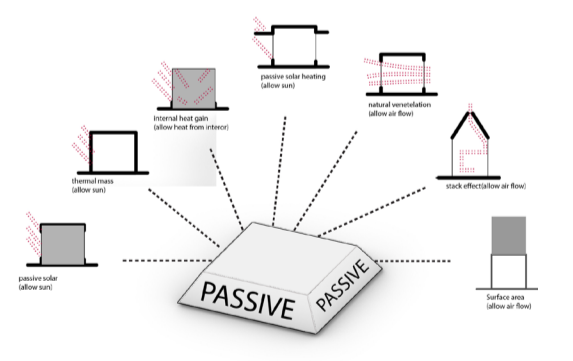 passive solar heating
(allow sun)
natural venetelation
(allow air flow)
Internal heat gain
(allow heat from interor)
thermal mass
(allow sun)
stack effect(allow air flow)
passive solar
(allow sun)
Surface area
(allow air flow)
PASSIVE
PASSIVE